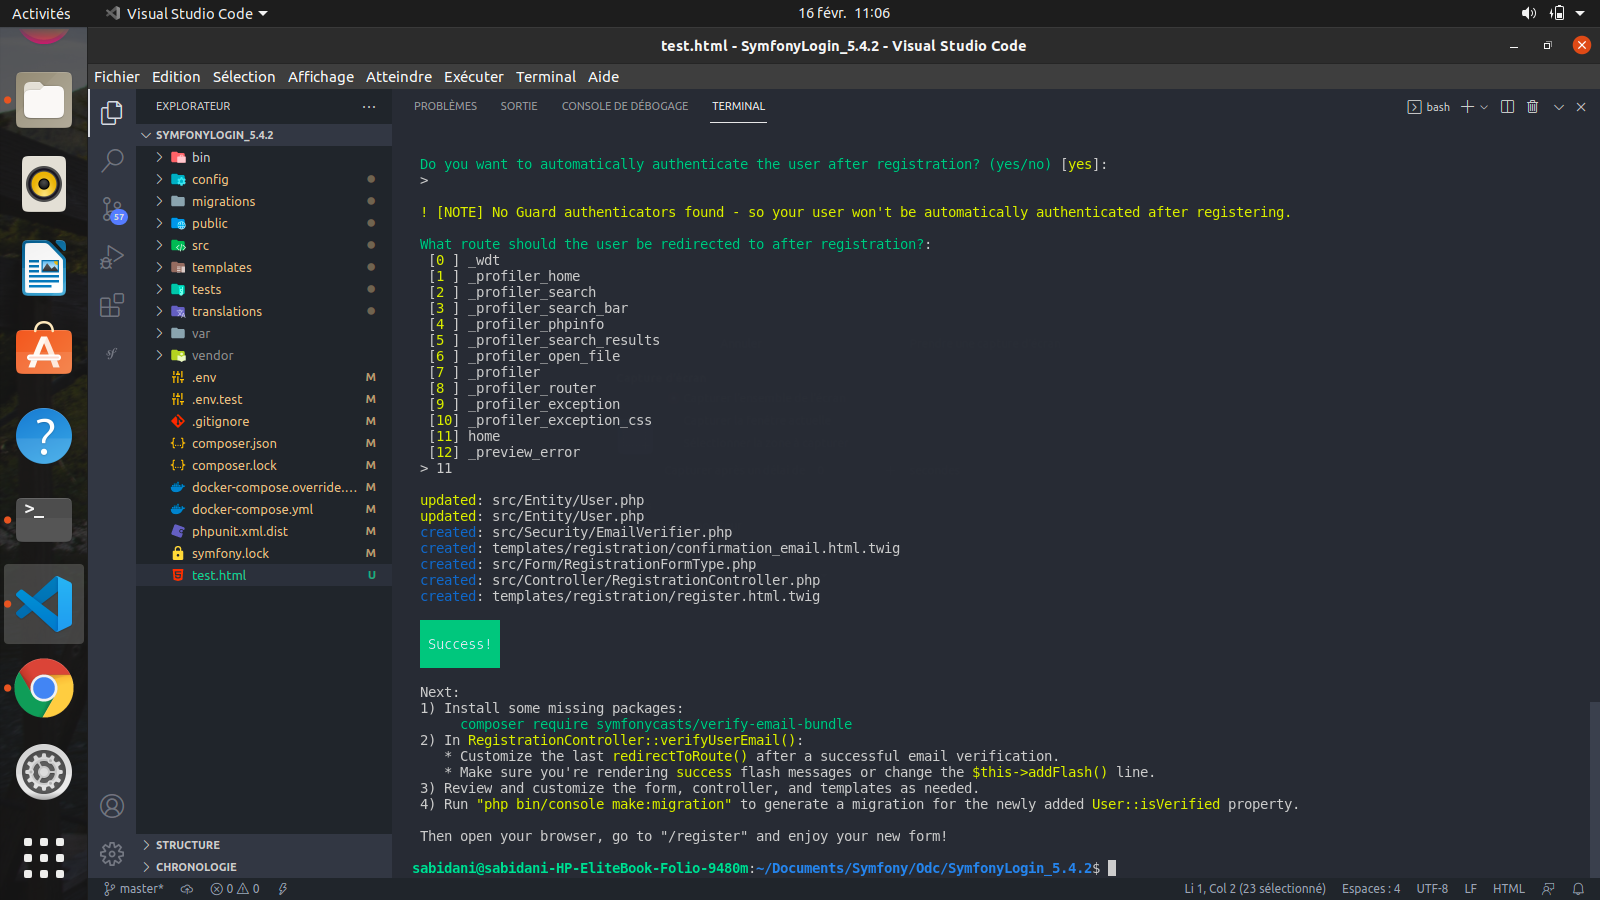 Activités
Visual Studio Code
16 févr. 11:06
test.html - SymfonyLogin_5.4.2 - Visual Studio Code
Fichier Edition Sélection Affichage Atteindre Exécuter Terminal Aide
EXPLORATEUR
SYMFONYLOGIN_5.4.2
bin
config
migrations
public
src
templates
tests
translations
var
vendor
.env M
.env.test M
.gitignore M
composer.json M
composer.lock M
docker-compose.override.... M
docker-compose.yml M
phpunit.xml.dist M
symfony.lock M
test.html U
STRUCTURE
CHRONOLOGIE
57
PROBLÈMES SORTIE CONSOLE DE DÉBOGAGE TERMINAL
bash
Do you want to automatically authenticate the user after registration? (yes/no) [yes]:
>
! [NOTE] No Guard authenticators found - so your user won't be automatically authenticated after registering.
What route should the user be redirected to after registration?:
[0 ] _wdt
[1 ] _profiler_home
[2 ] _profiler_search
[3 ] _profiler_search_bar
[4 ] _profiler_phpinfo
[5 ] _profiler_search_results
[6 ] _profiler_open_file
[7 ] _profiler
[8 ] _profiler_router
[9 ] _profiler_exception
[10] _profiler_exception_css
[11] home
[12] _preview_error
> 11
updated: src/Entity/User.php
updated: src/Entity/User.php
created: src/Security/EmailVerifier.php
created: templates/registration/confirmation_email.html.twig
created: src/Form/RegistrationFormType.php
created: src/Controller/RegistrationController.php
created: templates/registration/register.html.twig
Success!
Next:
1) Install some missing packages:
composer require symfonycasts/verify-email-bundle
2) In RegistrationController::verifyUserEmail():
* Customize the last redirectToRoute() after a successful email verification.
* Make sure you're rendering success flash messages or change the $this->addFlash() line.
3) Review and customize the form, controller, and templates as needed.
4) Run "php bin/console make:migration" to generate a migration for the newly added User::isVerified property.
Then open your browser, go to "/register" and enjoy your new form!
sabidani@sabidani-HP-EliteBook-Folio-9480m:~/Documents/Symfony/Odc/SymfonyLogin_5.4.2$
master* 0 0
Li 1, Col 2 (23 sélectionné) Espaces : 4 UTF-8 LF HTML